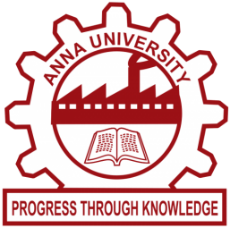 ANNA UNIVERSITY
PROGRESS THROUGH KNOWLEDGE